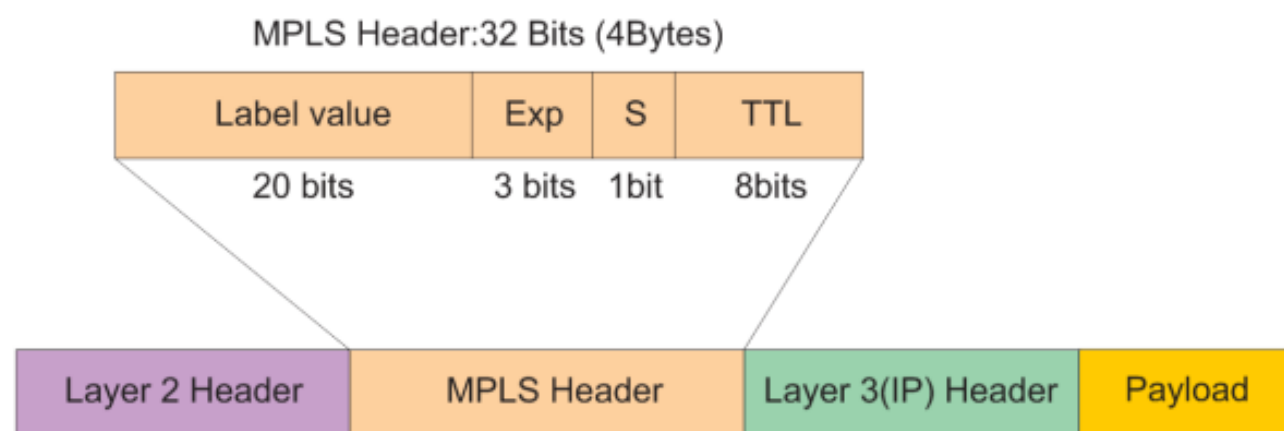 MPLS Header:32 Bits (4Bytes)
Label value Exp S TTL
20 bits 3 bits 1bit 8bits
Layer 2 Header MPLS Header Layer 3(IP) Header Payload